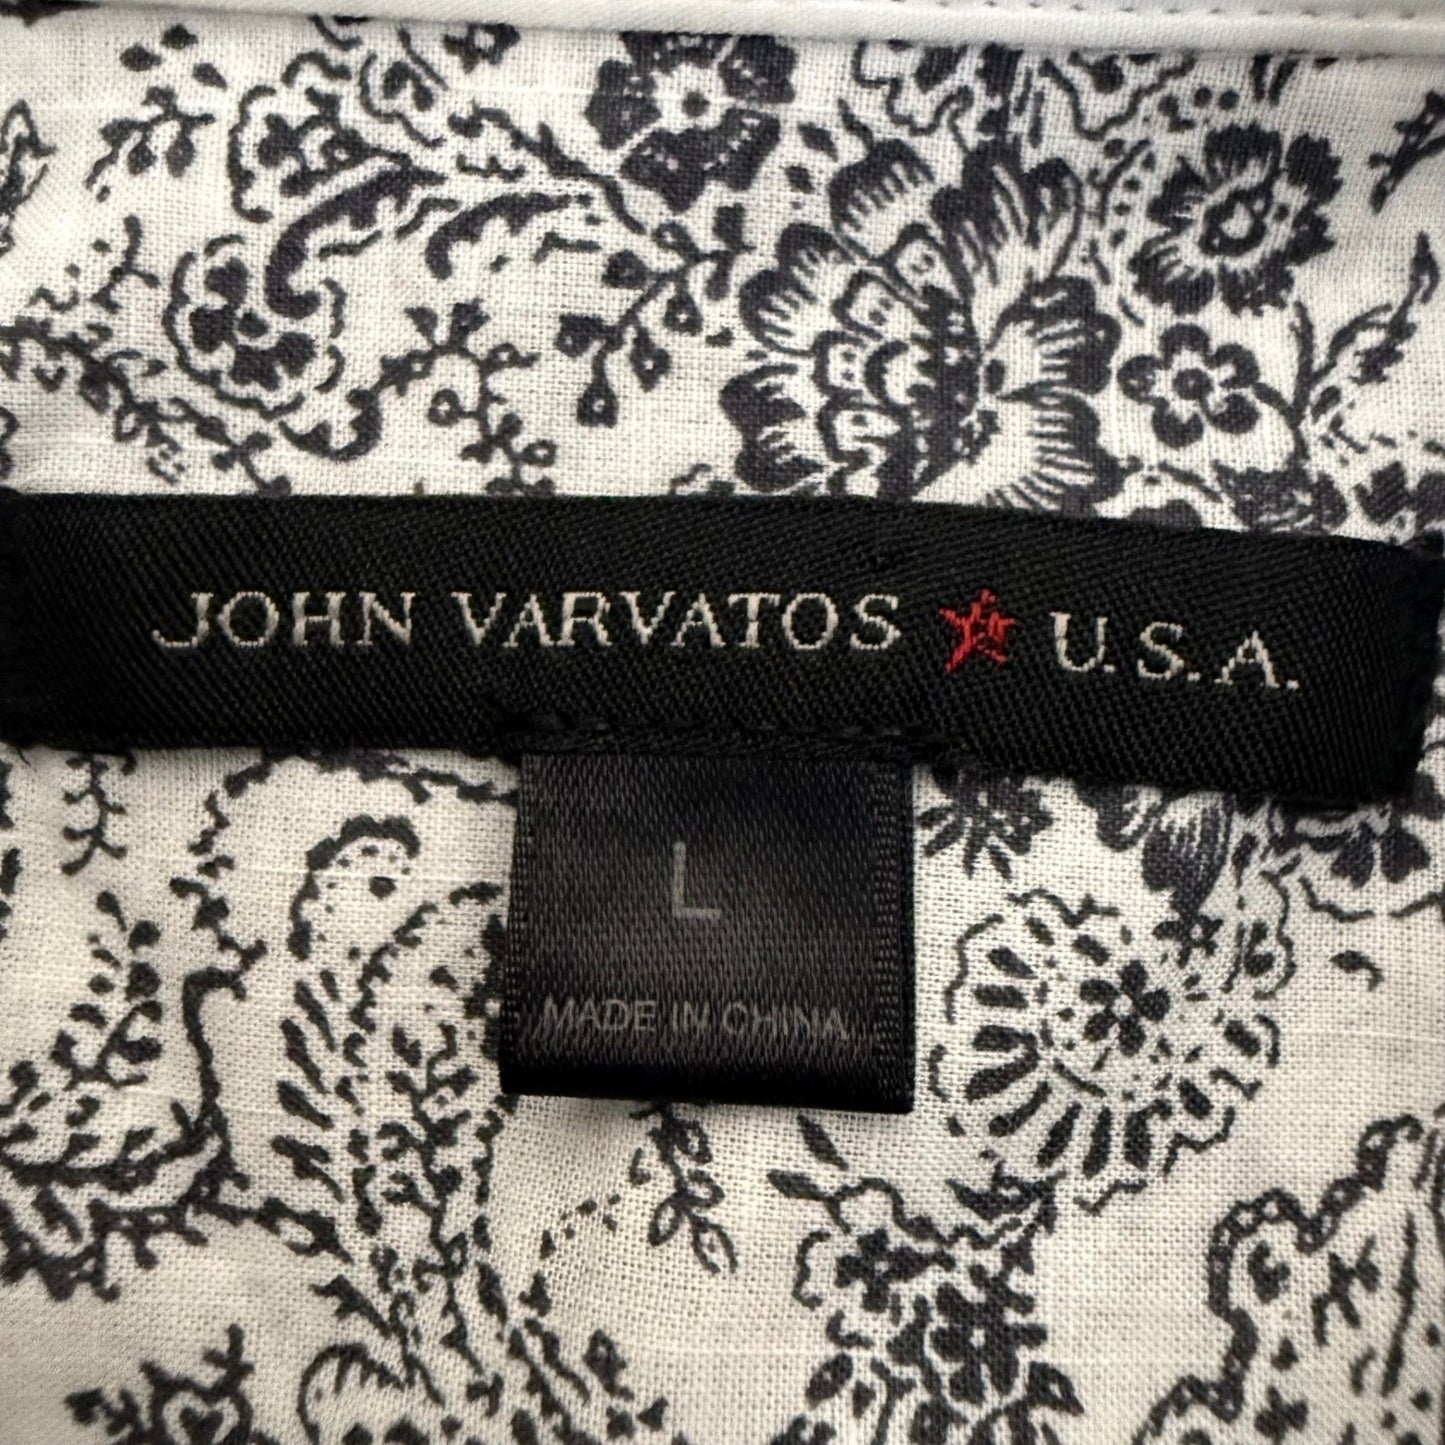 JOHN VARVATOS ★ U.S.A.
L
MADE IN CHINA